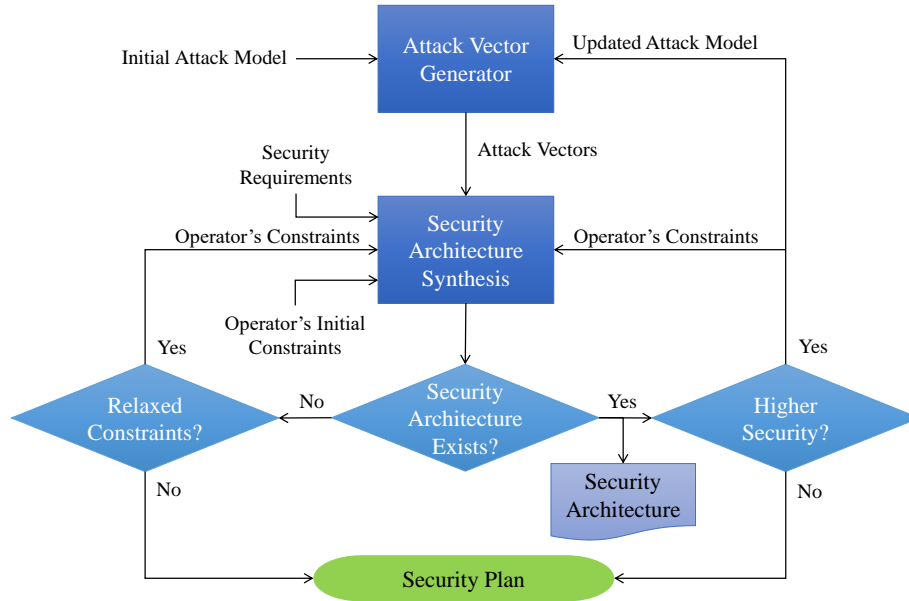 Initial Attack Model
Attack Vector
Generator
Updated Attack Model
Attack Vectors
Security
Requirements
Operator’s Constraints
Security
Architecture
Synthesis
Operator’s Constraints
Operator’s Initial
Constraints
Yes
Yes
Relaxed
Constraints?
No
Security
Architecture
Exists?
Yes
Higher
Security?
No
Security
Architecture
No
Security Plan